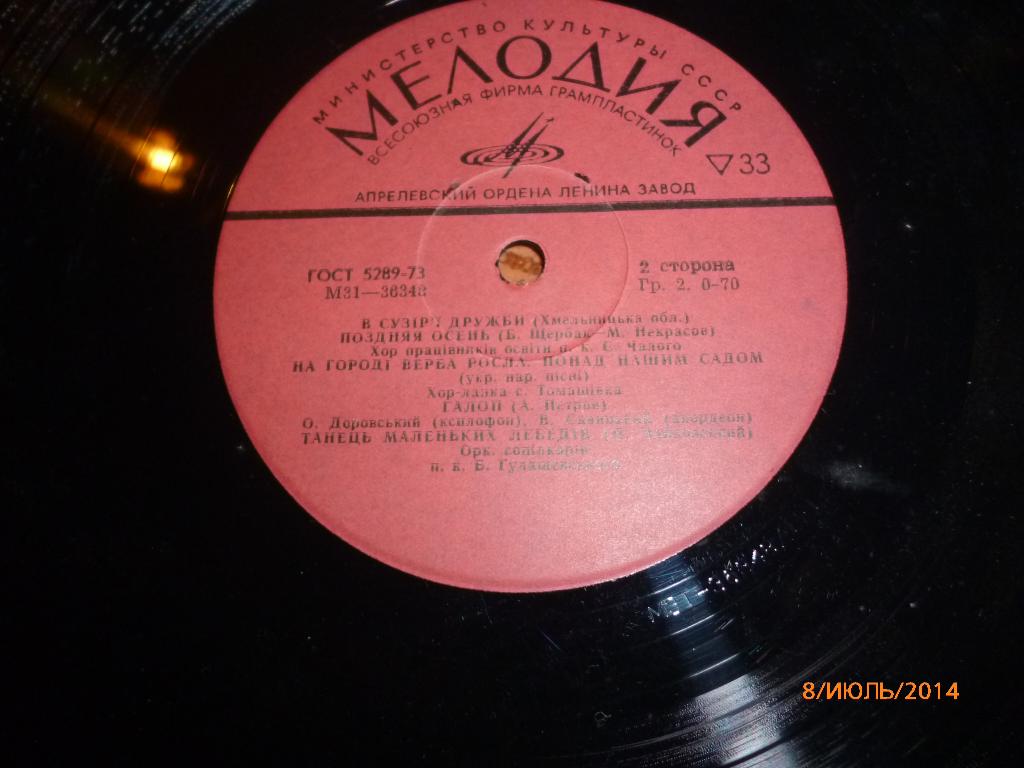 МИНИСТЕРСТВО КУЛЬТУРЫ СССР
МЕЛОДИЯ
ВСЕСОЮЗНАЯ ФИРМА ГРАМПЛАСТИНОК
33
АПРЕЛЕВСКИЙ ОРДЕНА ЛЕНИНА ЗАВОД
ГОСТ 5289-73
2 сторона
М31—36348
Гр. 2. 0-70
В СУЗІР'Ї ДРУЖБИ (Хмельницька обл.)
ПОЗДНЯЯ ОСЕНЬ (Б. Щербак—М. Некрасов)
Хор працівників освіти п. к. С. Чалого
НА ГОРОДІ ВЕРБА РОСЛА. ПОНАД НАШИМ САДОМ
(укр. нар. пісні)
Хор-ланка с. Томашівка
ГАЛОП (А. Петров)
О. Доровський (ксилофон), В. (акордеон)
ТАНЕЦЬ МАЛЕНЬКИХ ЛЕБЕДІВ (П. Чайковський)
Орк. сопілкарів
п. к. Б.
8/ИЮЛЬ/2014